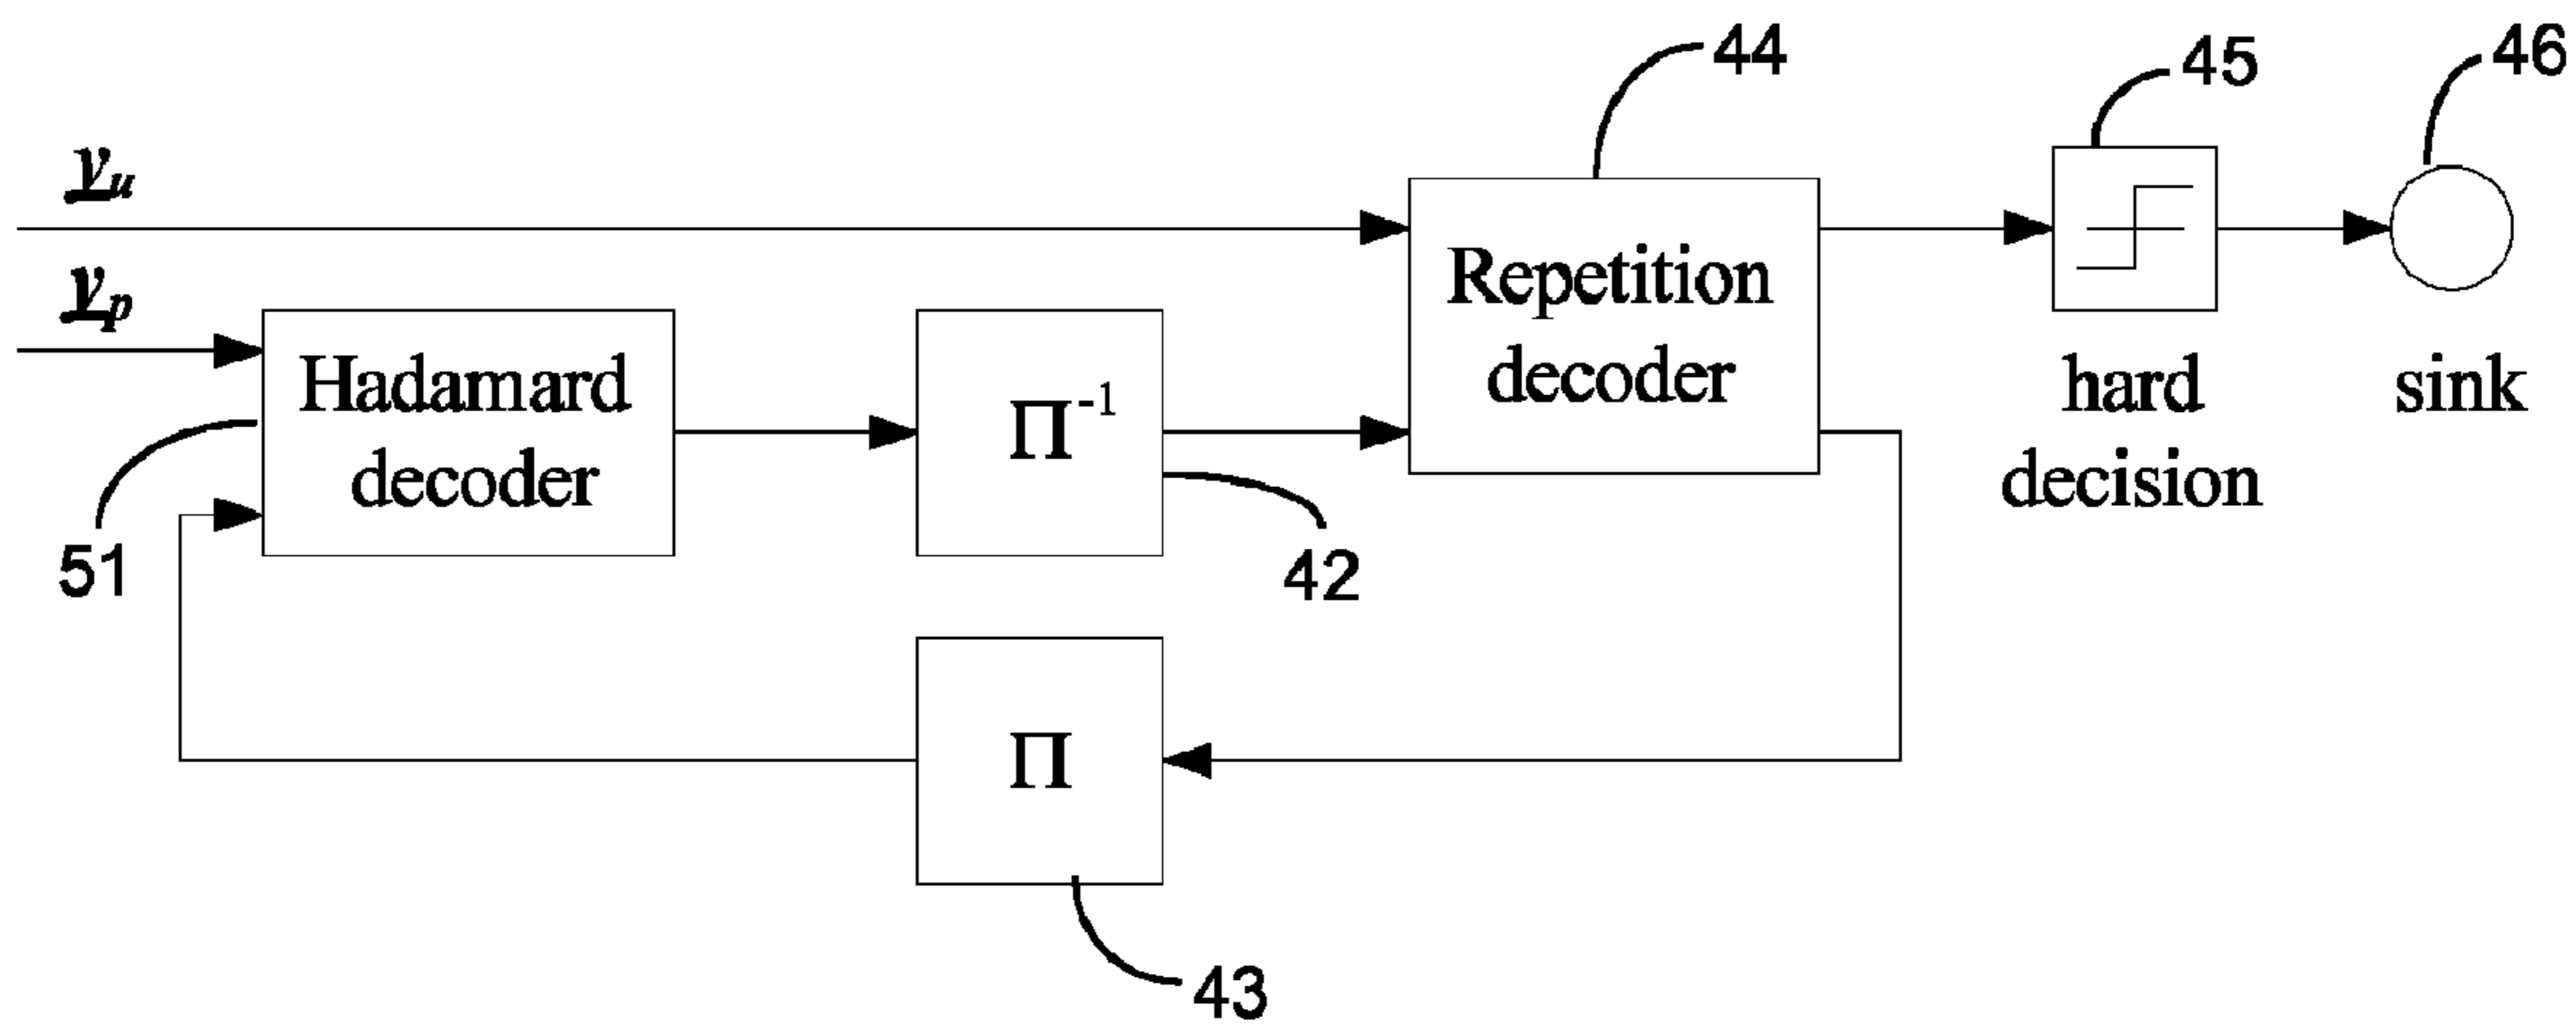 44
45
46
y_u
y_p
Hadamard
decoder
Π^-1
Repetition
decoder
hard
decision
sink
51
42
Π
43